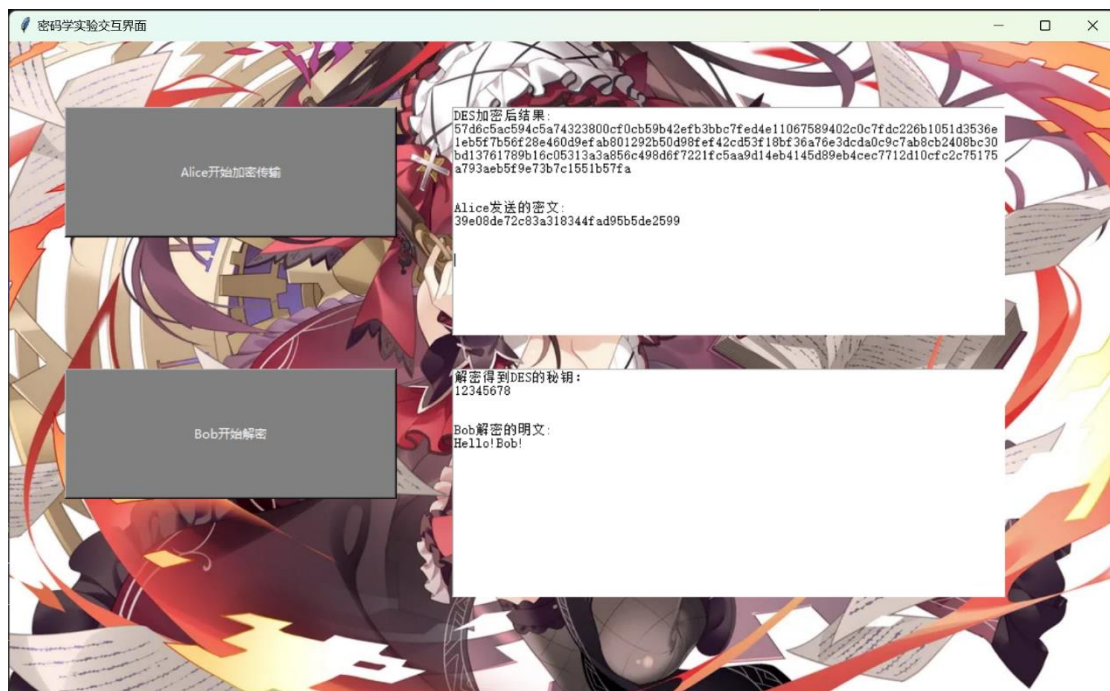 密码学实验交互界面
Alice开始加密传输
DES加密后结果:
57d6c5ac594c5a74323800cf0cb59b42efb3bbc7fed4e11067589402c0c7fdc226b1051d3536e
1eb5f7b56f28e460d9efab801292b50d98fef42cd53f18bf36a76e3dcda0c9c7ab8cb2408bc30
bd13761789b16c05313a3a856c498d6f7221fc5aa9d14eb4145d89eb4cec7712d10cfc2c75175
a793aeb5f9e73b7c1551b57fa
Alice发送的密文:
39e08de72c83a318344fad95b5de2599
Bob开始解密
解密得到DES的秘钥:
12345678
Bob解密的明文:
Hello!Bob!